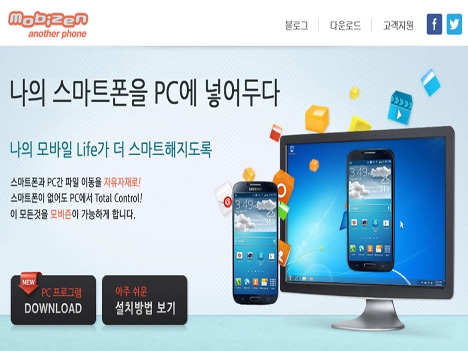 mobizen
another phone
블로그 | 다운로드 | 고객지원
나의 스마트폰을 PC에 넣어두다
나의 모바일 Life가 더 스마트해지도록
스마트폰과 PC간 파일 이동을 자유자재로!
스마트폰이 없어도 PC에서 Total Control!
이 모든것을 모비즌이 가능하게 합니다.
NEW
PC 프로그램
DOWNLOAD
아주 쉬운
설치방법 보기